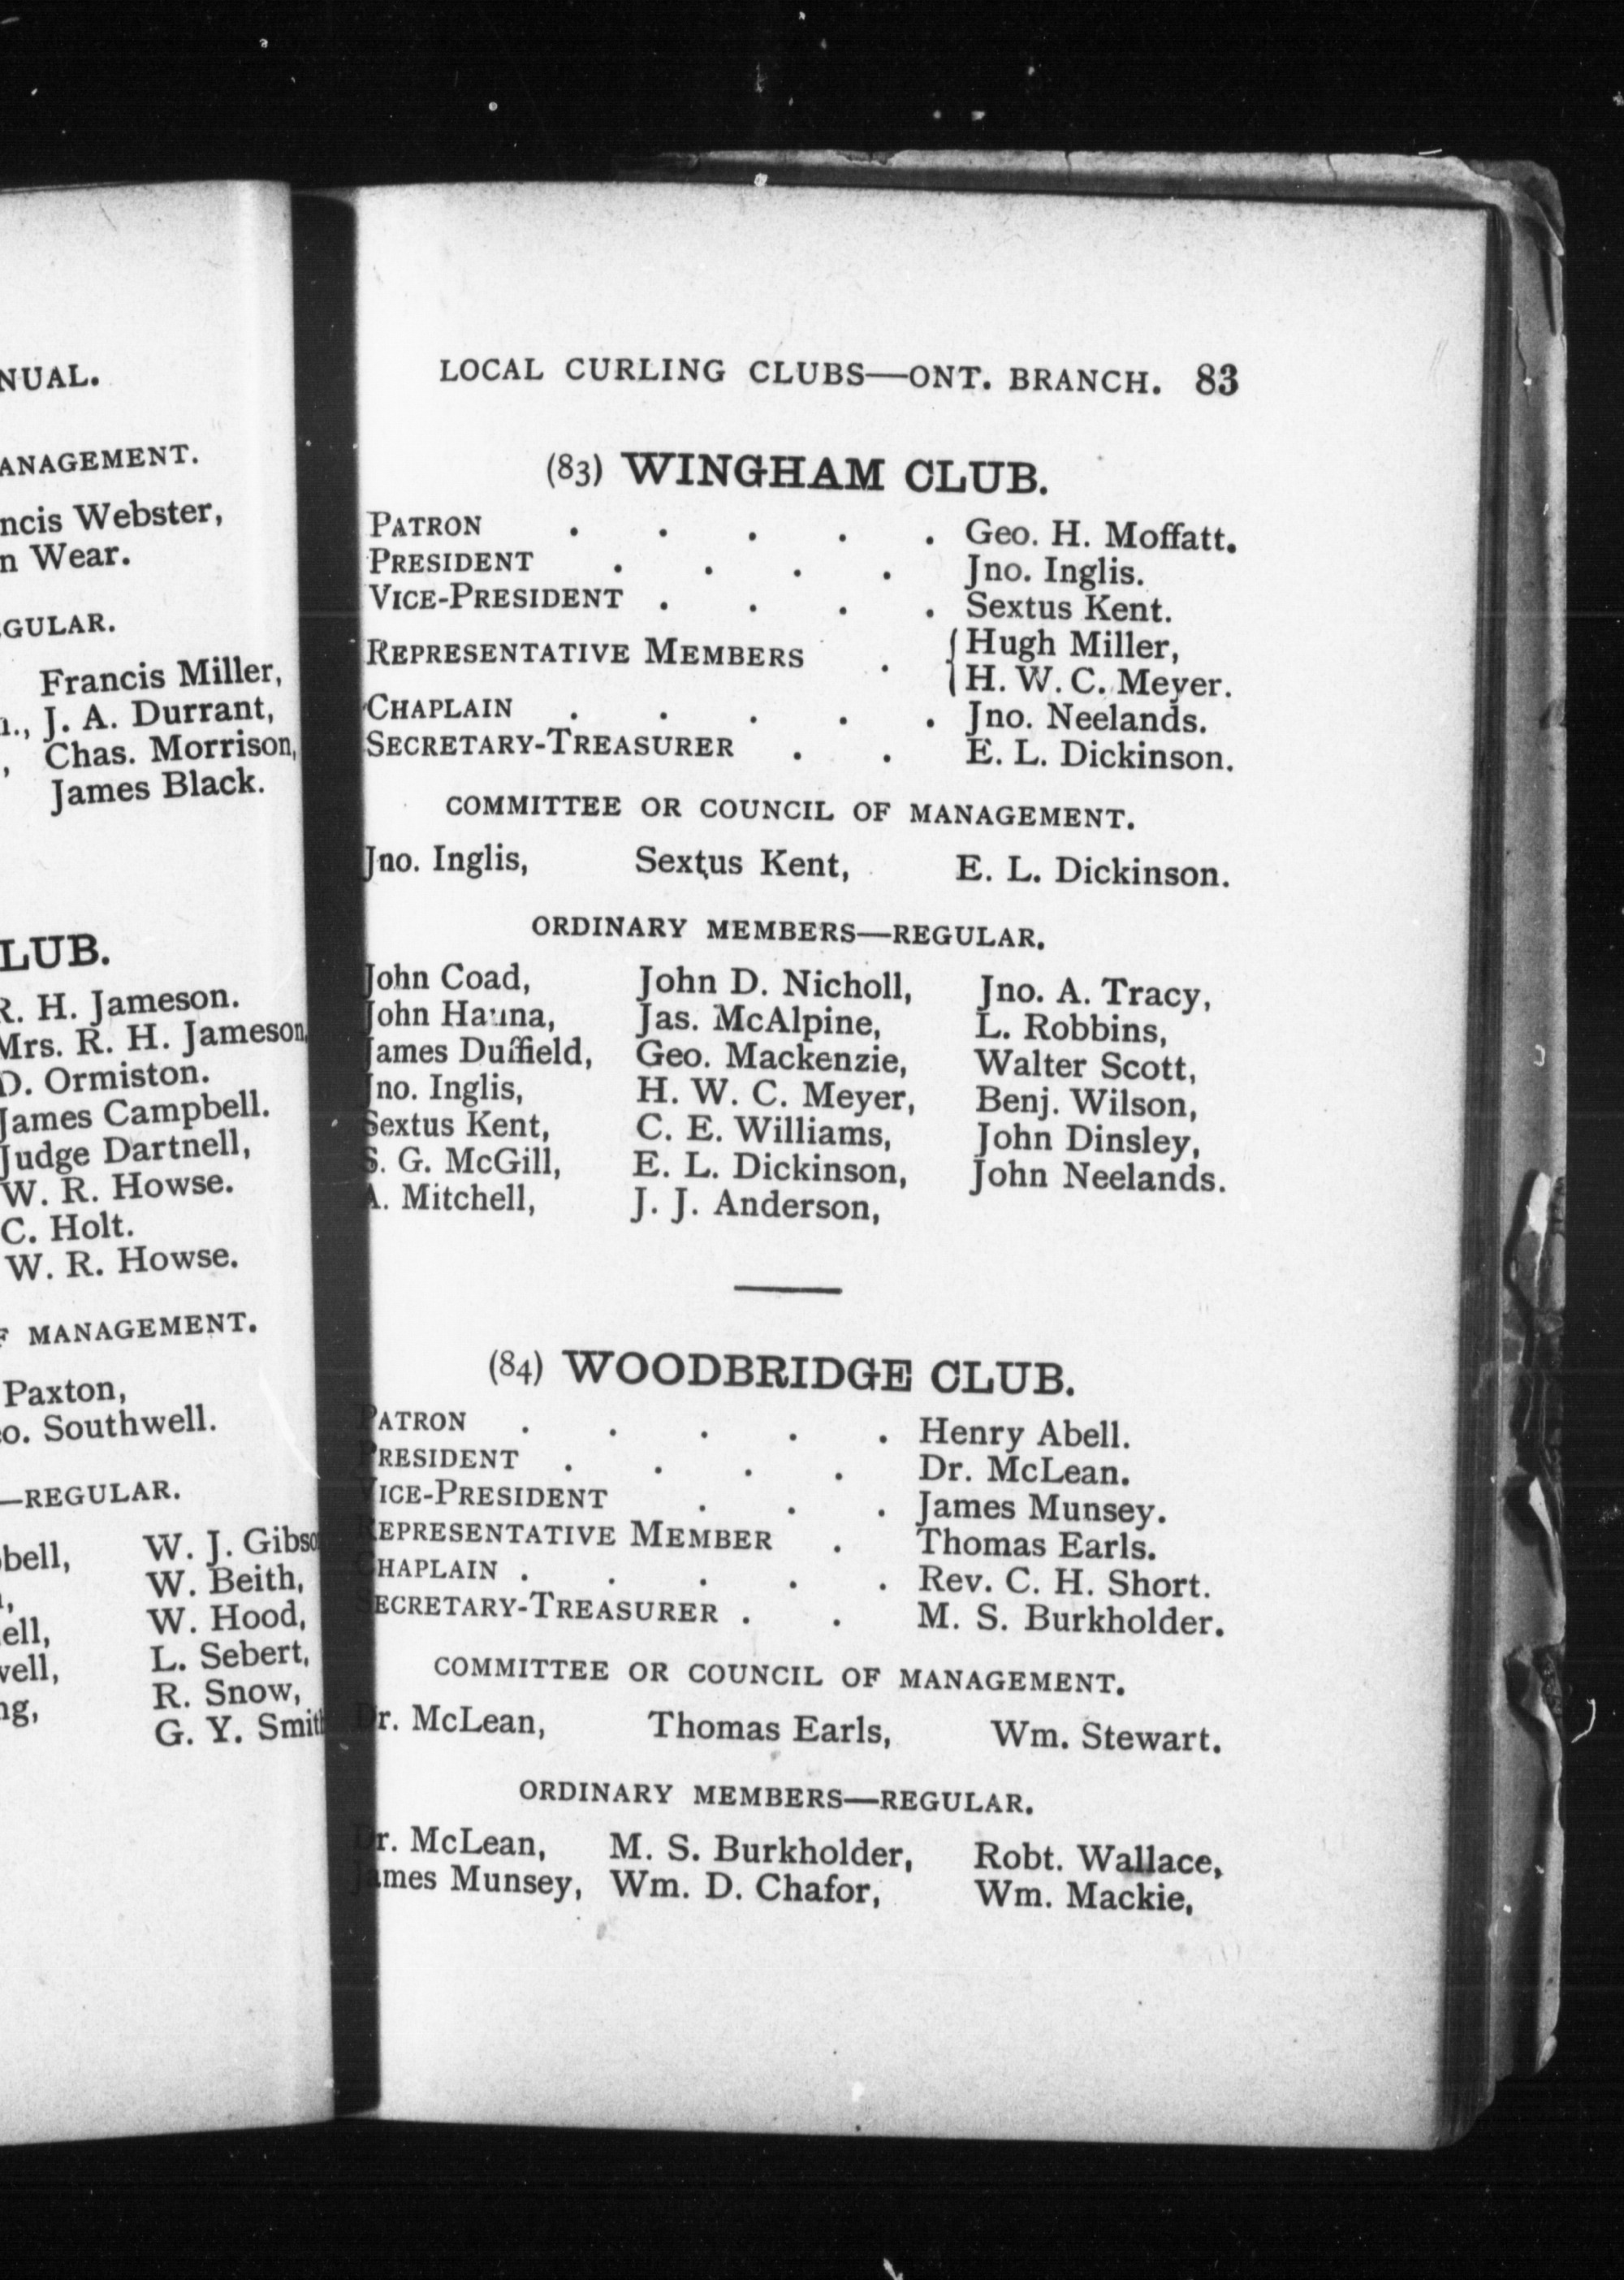 NUAL.
ANAGEMENT.
ncis Webster,
n Wear.
GULAR.
Francis Miller,
J. A. Durrant,
, Chas. Morrison,
James Black.
LUB.
R. H. Jameson.
Mrs. R. H. Jameson,
D. Ormiston.
James Campbell.
Judge Dartnell,
W. R. Howse.
C. Holt.
W. R. Howse.
F MANAGEMENT.
Paxton,
eo. Southwell.
—REGULAR.
bell, W. J. Gibso
, W. Beith,
ell, W. Hood,
well, L. Sebert,
ng, R. Snow,
G. Y. Smith
LOCAL CURLING CLUBS—ONT. BRANCH. 83
(83) WINGHAM CLUB.
PATRON . . . . . Geo. H. Moffatt.
PRESIDENT . . . . Jno. Inglis.
VICE-PRESIDENT . . . . Sextus Kent.
REPRESENTATIVE MEMBERS . { Hugh Miller,
H. W. C. Meyer.
CHAPLAIN . . . . . Jno. Neelands.
SECRETARY-TREASURER . . E. L. Dickinson.
COMMITTEE OR COUNCIL OF MANAGEMENT.
Jno. Inglis, Sextus Kent, E. L. Dickinson.
ORDINARY MEMBERS—REGULAR.
John Coad, John D. Nicholl, Jno. A. Tracy,
John Hanna, Jas. McAlpine, L. Robbins,
James Duffield, Geo. Mackenzie, Walter Scott,
Jno. Inglis, H. W. C. Meyer, Benj. Wilson,
Sextus Kent, C. E. Williams, John Dinsley,
S. G. McGill, E. L. Dickinson, John Neelands.
A. Mitchell, J. J. Anderson,
(84) WOODBRIDGE CLUB.
PATRON . . . . . Henry Abell.
PRESIDENT . . . . Dr. McLean.
VICE-PRESIDENT . . . James Munsey.
REPRESENTATIVE MEMBER . Thomas Earls.
CHAPLAIN . . . . . Rev. C. H. Short.
SECRETARY-TREASURER . . M. S. Burkholder.
COMMITTEE OR COUNCIL OF MANAGEMENT.
Dr. McLean, Thomas Earls, Wm. Stewart.
ORDINARY MEMBERS—REGULAR.
Dr. McLean, M. S. Burkholder, Robt. Wallace,
James Munsey, Wm. D. Chafor, Wm. Mackie,